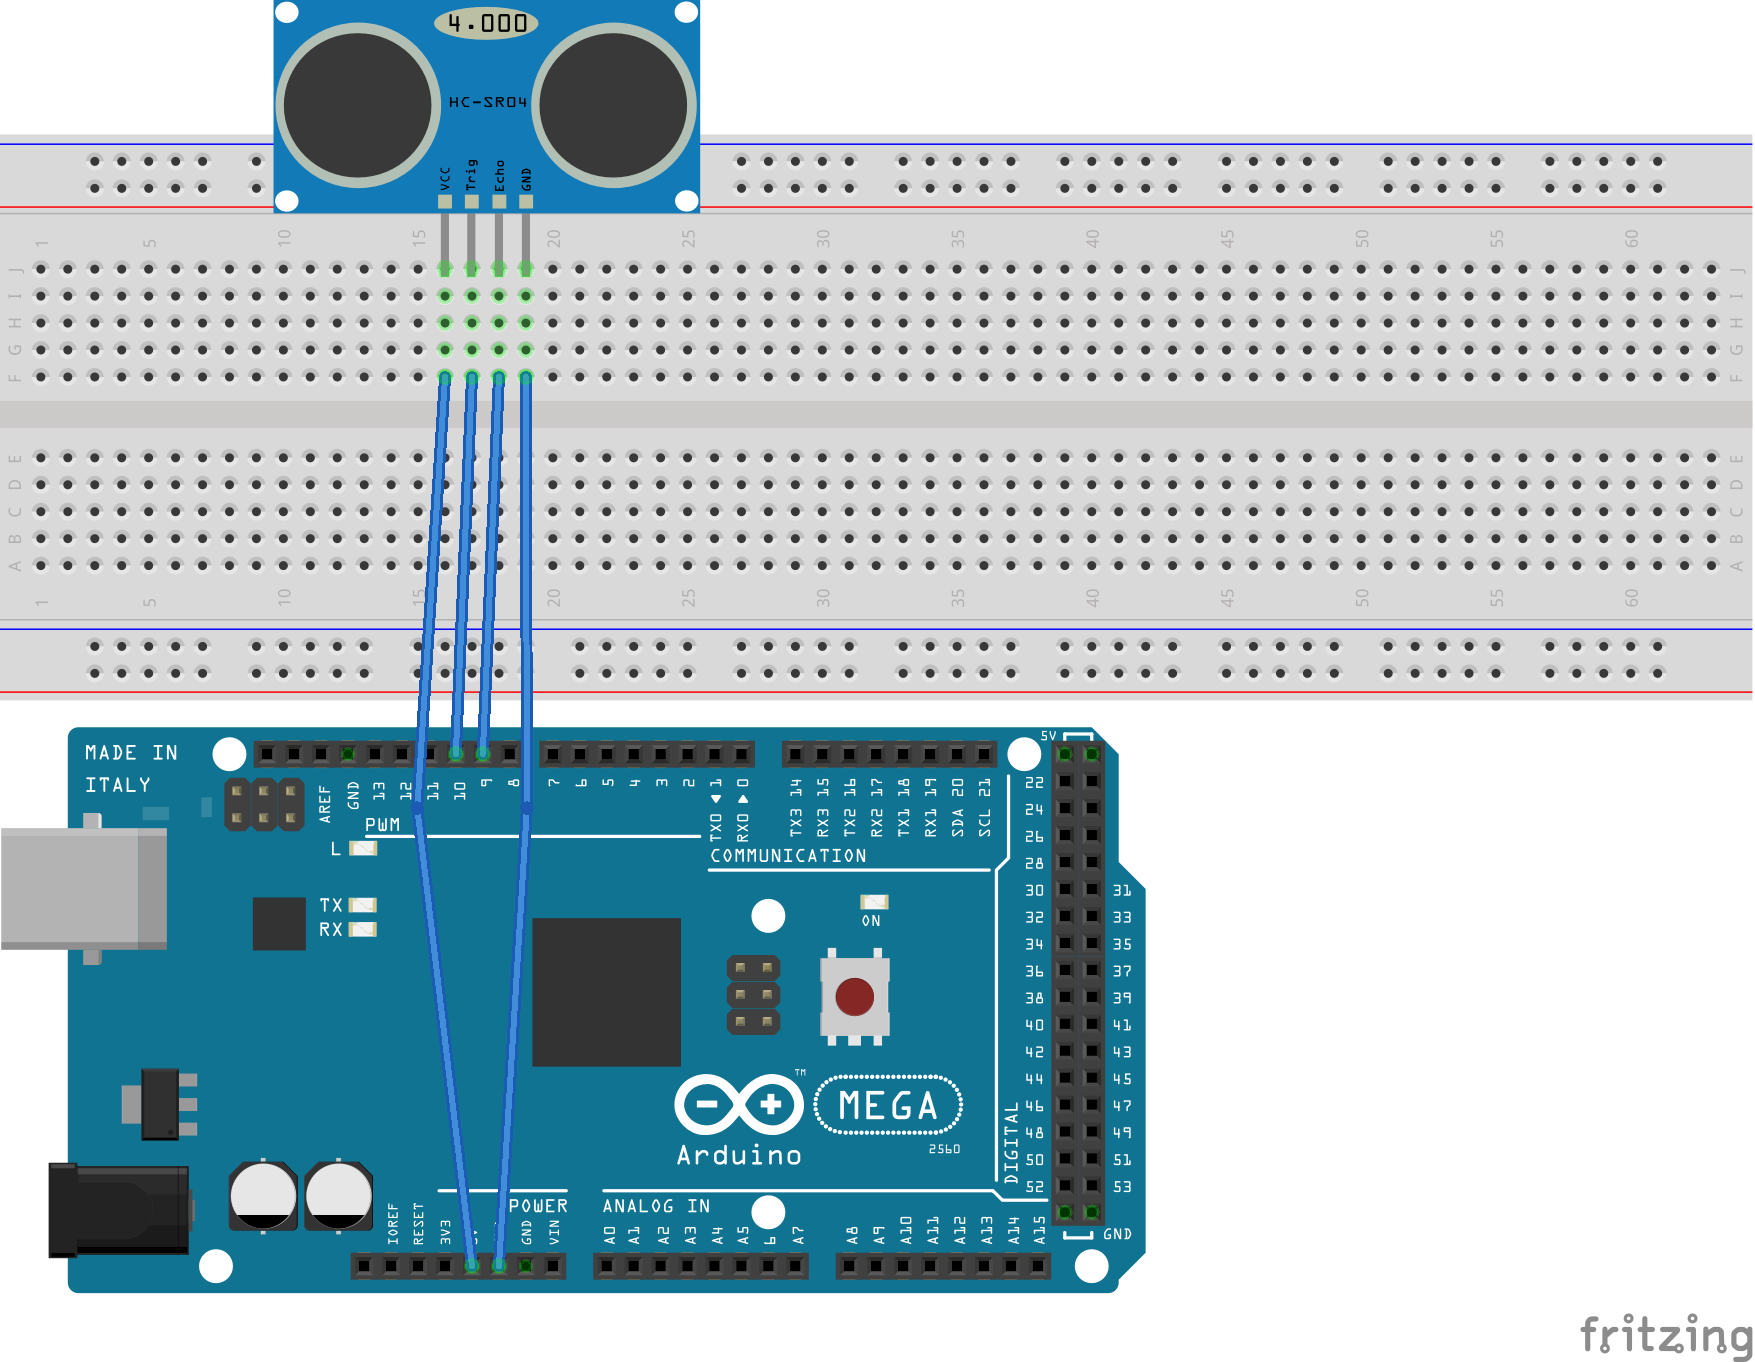 4.000
HC-SR04
VCC Trig Echo GND
1 5 10 15 20 25 30 35 40 45 50 55 60
J J
I I
H H
G G
F F
E E
D D
C C
B B
A A
1 5 10 15 20 25 30 35 40 45 50 55 60
MADE IN
ITALY
AREF GND 13 12 11 10 9 8 7 6 5 4 3 2 TX0 1 RX0 0 TX3 14 RX3 15 TX2 16 RX2 17 TX1 18 RX1 19 SDA 20 SCL 21
5V
PWM
COMMUNICATION
L
TX
RX
ON
22
24
26
28
30 31
32 33
34 35
36 37
38 39
40 41
42 43
44 45
46 47
48 49
50 51
52 53
GND
DIGITAL
TM
MEGA
Arduino
2560
POWER
ANALOG IN
IOREF RESET 3V3 GND VIN A0 A1 A2 A3 A4 A5 A7 A8 A9 A10 A11 A12 A13 A14 A15
fritzing